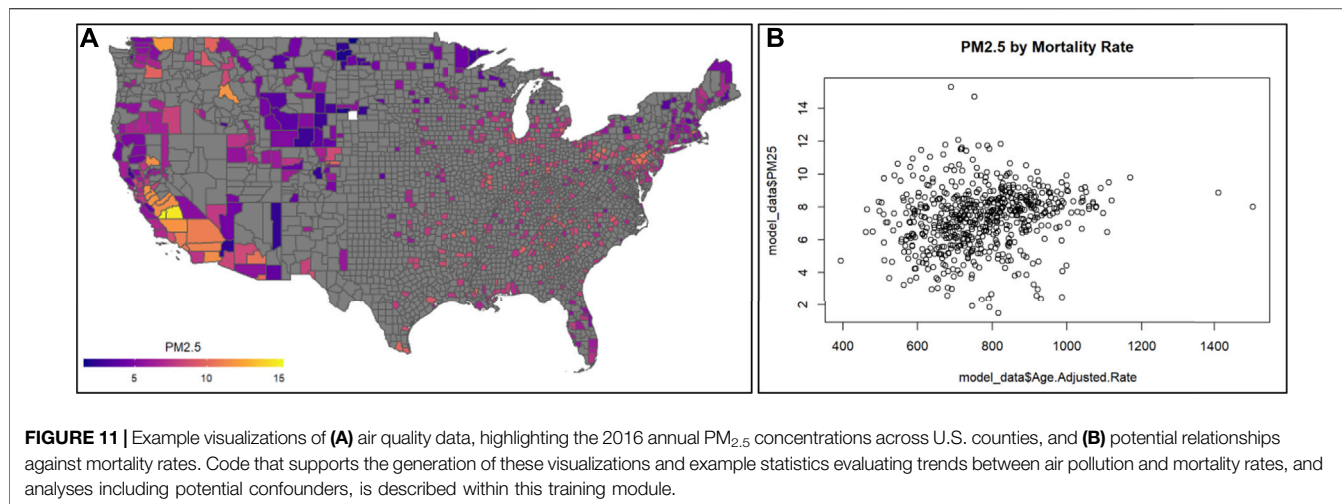 A
PM2.5
5
10
15
B
PM2.5 by Mortality Rate
model_data$PM25
14
12
10
8
6
4
2
400
600
800
1000
1200
1400
model_data$Age.Adjusted.Rate
FIGURE 11 | Example visualizations of (A) air quality data, highlighting the 2016 annual PM2.5 concentrations across U.S. counties, and (B) potential relationships
against mortality rates. Code that supports the generation of these visualizations and example statistics evaluating trends between air pollution and mortality rates, and
analyses including potential confounders, is described within this training module.